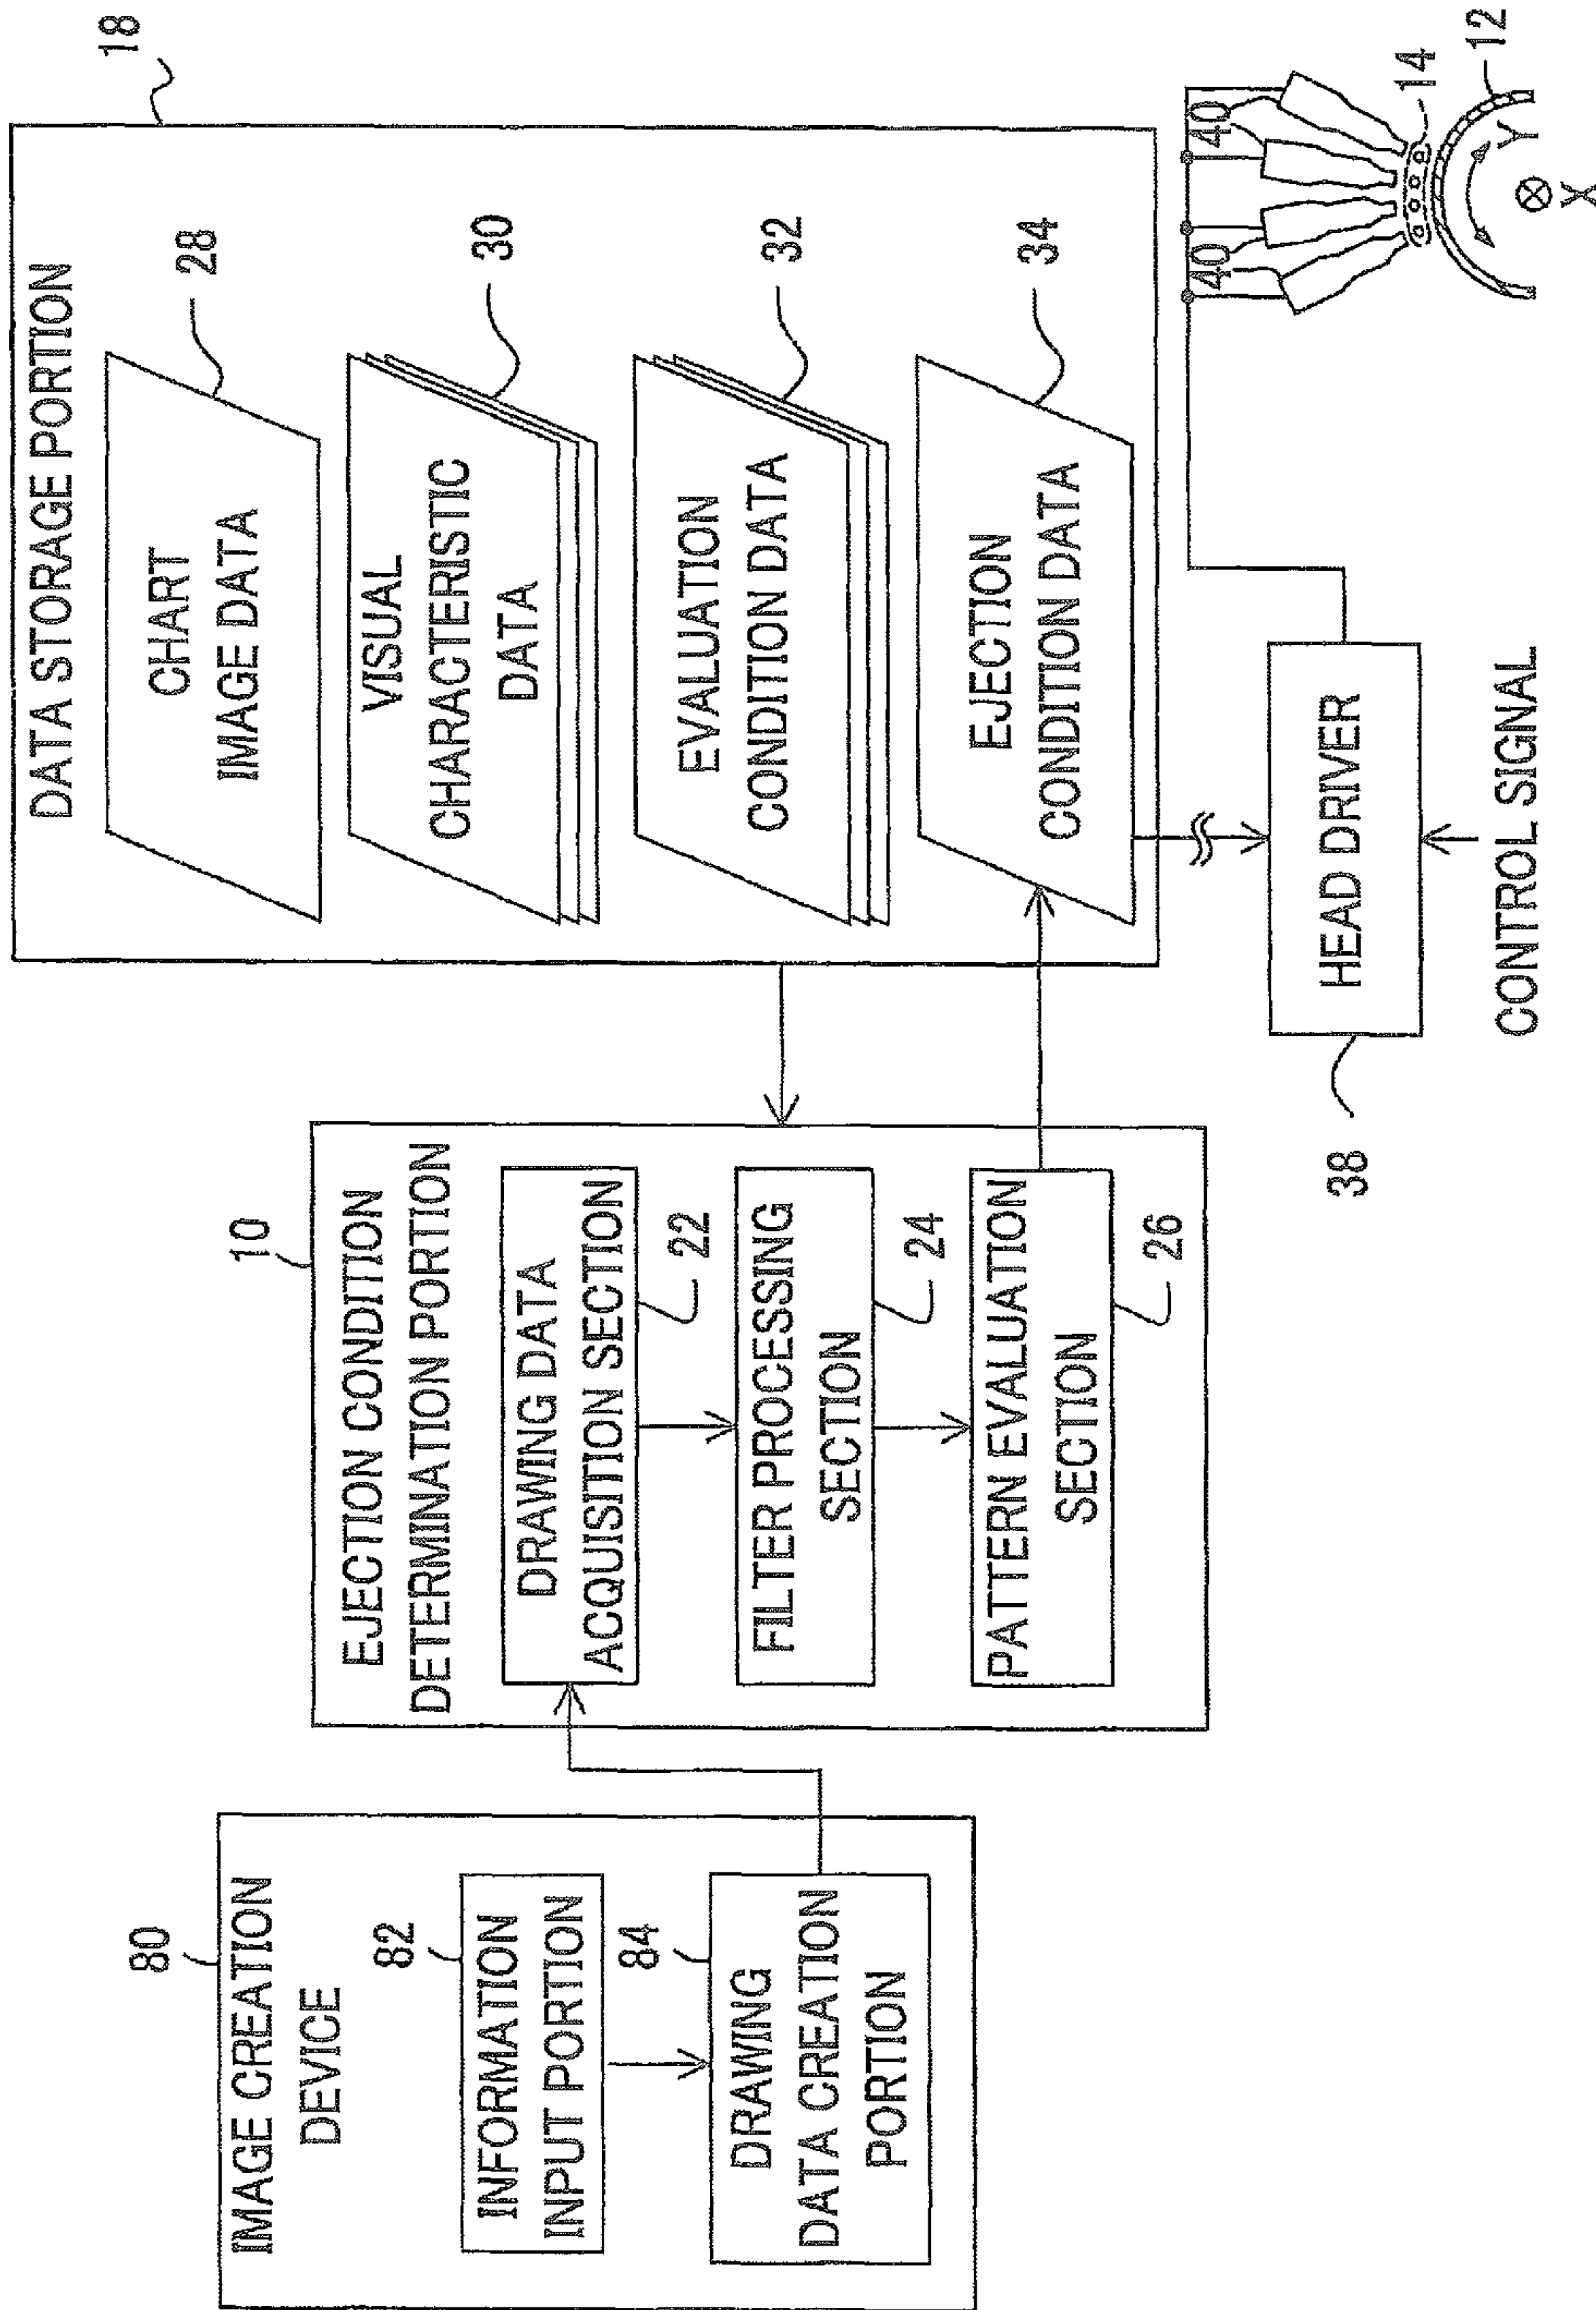 80
IMAGE CREATION
DEVICE
82
INFORMATION
INPUT PORTION
84
DRAWING
DATA CREATION
PORTION
10
EJECTION CONDITION
DETERMINATION PORTION
DRAWING DATA
ACQUISITION SECTION
22
FILTER PROCESSING
SECTION
24
PATTERN EVALUATION
SECTION
26
18
DATA STORAGE PORTION
CHART
IMAGE DATA
28
VISUAL
CHARACTERISTIC
DATA
30
EVALUATION
CONDITION DATA
32
EJECTION
CONDITION DATA
34
38
HEAD DRIVER
CONTROL SIGNAL
40
40
14
12
Y
X